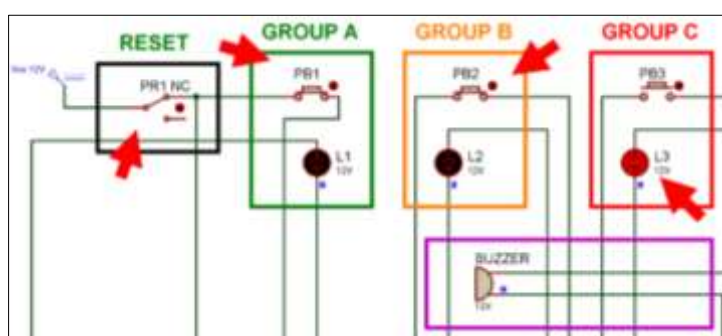 RESET
GROUP A
GROUP B
GROUP C
PR1 NC
PB1
PB2
PB3
L1
12V
L2
12V
L3
12V
BUZZER
12V